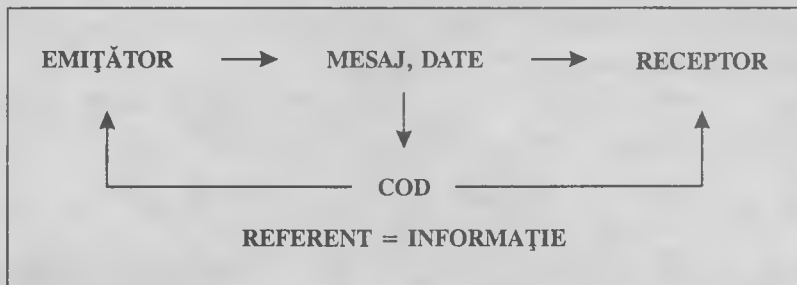 EMIŢĂTOR MESAJ, DATE RECEPTOR
COD
REFERENT = INFORMAŢIE